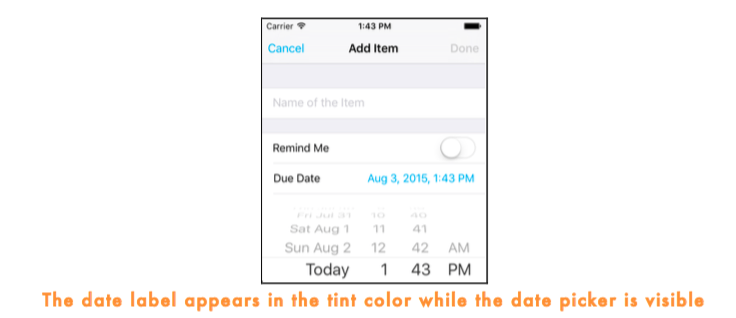 Carrier 1:43 PM
Cancel Add Item Done
Name of the Item
Remind Me
Due Date Aug 3, 2015, 1:43 PM
Fri Jul 31 10 40
Sat Aug 1 11 41
Sun Aug 2 12 42 AM
Today 1 43 PM
The date label appears in the tint color while the date picker is visible